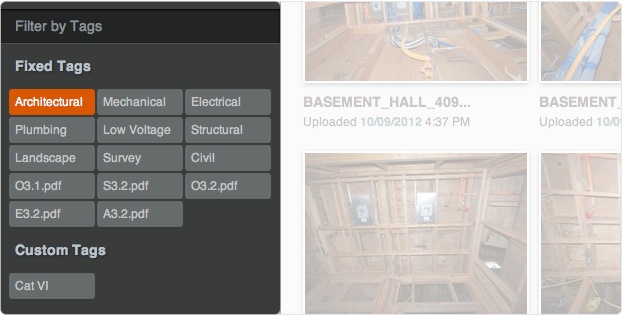 Filter by Tags
Fixed Tags
Architectural Mechanical Electrical
Plumbing Low Voltage Structural
Landscape Survey Civil
O3.1.pdf S3.2.pdf O3.2.pdf
E3.2.pdf A3.2.pdf
Custom Tags
Cat VI
BASEMENT_HALL_409...
Uploaded 10/09/2012 4:37 PM
BASEMENT_
Uploaded 10/0